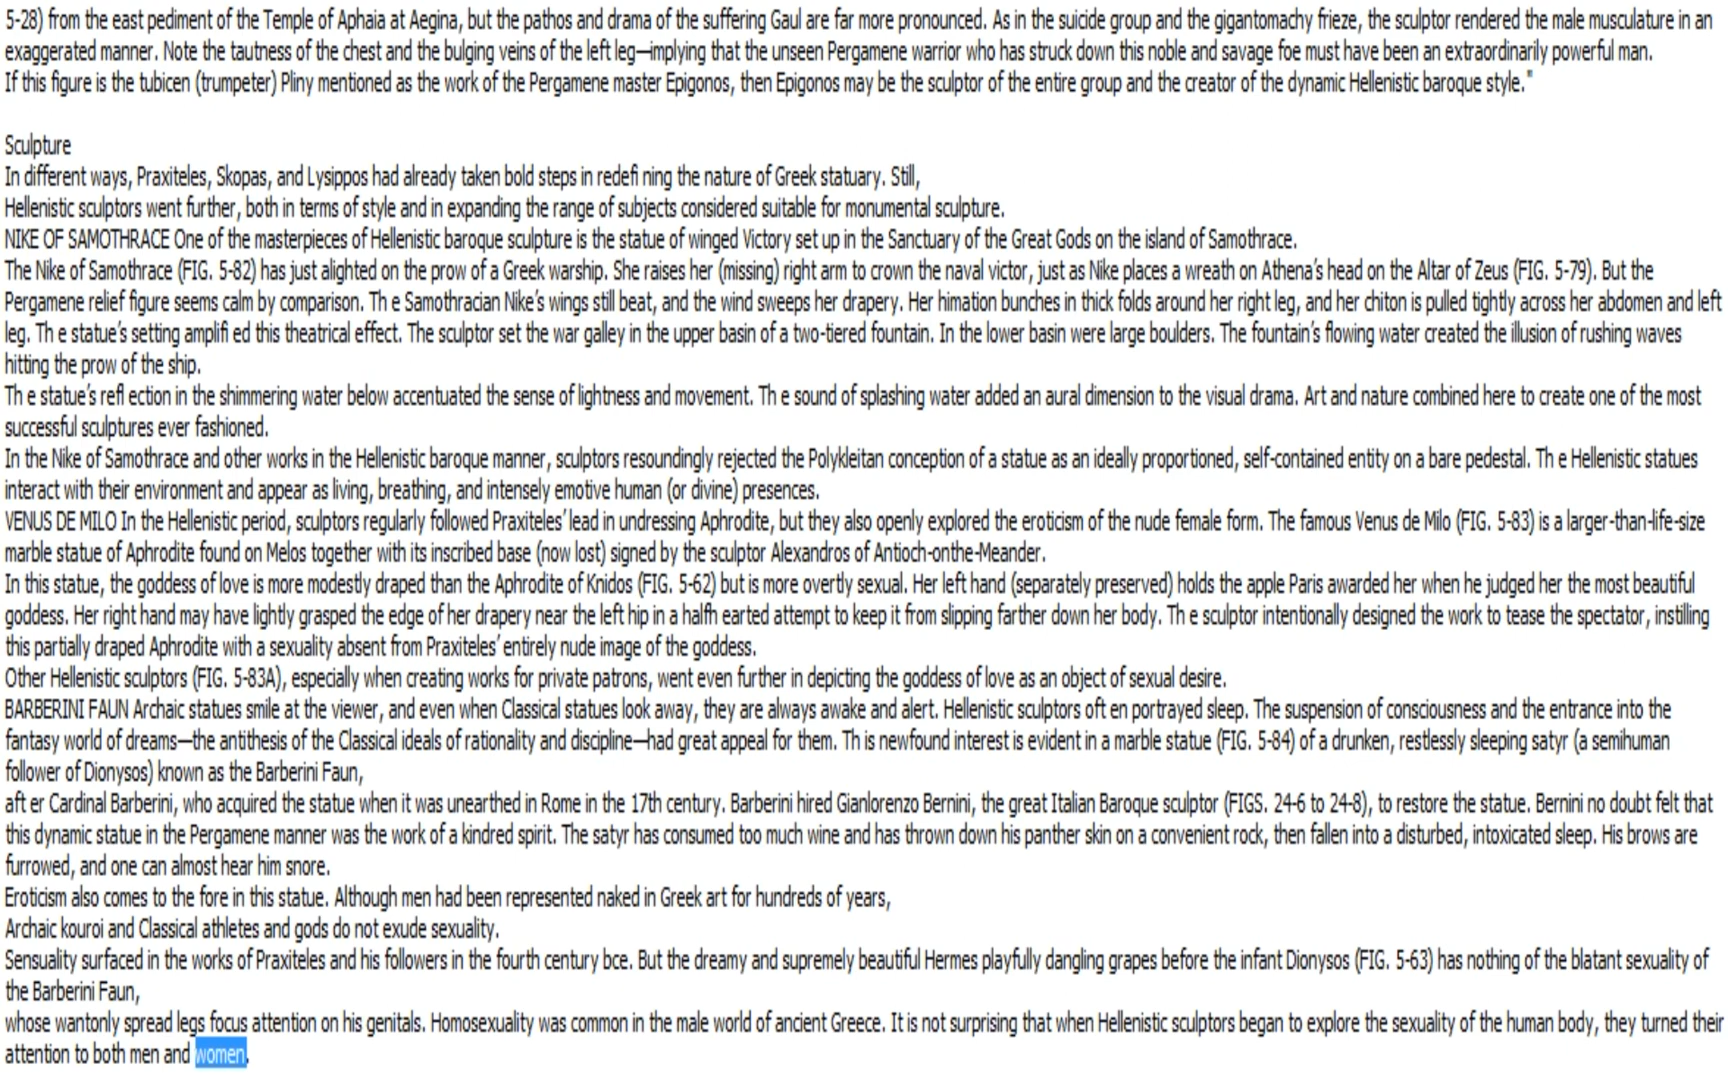 5-28) from the east pediment of the Temple of Aphaia at Aegina, but the pathos and drama of the suffering Gaul are far more pronounced. As in the suicide group and the gigantomachy frieze, the sculptor rendered the male musculature in an
exaggerated manner. Note the tautness of the chest and the bulging veins of the left leg—implying that the unseen Pergamene warrior who has struck down this noble and savage foe must have been an extraordinarily powerful man.
If this figure is the tubicen (trumpeter) Pliny mentioned as the work of the Pergamene master Epigonos, then Epigonos may be the sculptor of the entire group and the creator of the dynamic Hellenistic baroque style."
Sculpture
In different ways, Praxiteles, Skopas, and Lysippos had already taken bold steps in redefi ning the nature of Greek statuary. Still,
Hellenistic sculptors went further, both in terms of style and in expanding the range of subjects considered suitable for monumental sculpture.
NIKE OF SAMOTHRACE One of the masterpieces of Hellenistic baroque sculpture is the statue of winged Victory set up in the Sanctuary of the Great Gods on the island of Samothrace.
The Nike of Samothrace (FIG. 5-82) has just alighted on the prow of a Greek warship. She raises her (missing) right arm to crown the naval victor, just as Nike places a wreath on Athena's head on the Altar of Zeus (FIG. 5-79). But the
Pergamene relief figure seems calm by comparison. Th e Samothracian Nike's wings still beat, and the wind sweeps her drapery. Her himation bunches in thick folds around her right leg, and her chiton is pulled tightly across her abdomen and left
leg. Th e statue's setting amplifi ed this theatrical effect. The sculptor set the war galley in the upper basin of a two-tiered fountain. In the lower basin were large boulders. The fountain's flowing water created the illusion of rushing waves
hitting the prow of the ship.
Th e statue's refl ection in the shimmering water below accentuated the sense of lightness and movement. Th e sound of splashing water added an aural dimension to the visual drama. Art and nature combined here to create one of the most
successful sculptures ever fashioned.
In the Nike of Samothrace and other works in the Hellenistic baroque manner, sculptors resoundingly rejected the Polykleitan conception of a statue as an ideally proportioned, self-contained entity on a bare pedestal. Th e Hellenistic statues
interact with their environment and appear as living, breathing, and intensely emotive human (or divine) presences.
VENUS DE MILO In the Hellenistic period, sculptors regularly followed Praxiteles' lead in undressing Aphrodite, but they also openly explored the eroticism of the nude female form. The famous Venus de Milo (FIG. 5-83) is a larger-than-life-size
marble statue of Aphrodite found on Melos together with its inscribed base (now lost) signed by the sculptor Alexandros of Antioch-onthe-Meander.
In this statue, the goddess of love is more modestly draped than the Aphrodite of Knidos (FIG. 5-62) but is more overtly sexual. Her left hand (separately preserved) holds the apple Paris awarded her when he judged her the most beautiful
goddess. Her right hand may have lightly grasped the edge of her drapery near the left hip in a halfh earted attempt to keep it from slipping farther down her body. Th e sculptor intentionally designed the work to tease the spectator, instilling
this partially draped Aphrodite with a sexuality absent from Praxiteles' entirely nude image of the goddess.
Other Hellenistic sculptors (FIG. 5-83A), especially when creating works for private patrons, went even further in depicting the goddess of love as an object of sexual desire.
BARBERINI FAUN Archaic statues smile at the viewer, and even when Classical statues look away, they are always awake and alert. Hellenistic sculptors oft en portrayed sleep. The suspension of consciousness and the entrance into the
fantasy world of dreams—the antithesis of the Classical ideals of rationality and discipline—had great appeal for them. Th is newfound interest is evident in a marble statue (FIG. 5-84) of a drunken, restlessly sleeping satyr (a semihuman
follower of Dionysos) known as the Barberini Faun,
aft er Cardinal Barberini, who acquired the statue when it was unearthed in Rome in the 17th century. Barberini hired Gianlorenzo Bernini, the great Italian Baroque sculptor (FIGS. 24-6 to 24-8), to restore the statue. Bernini no doubt felt that
this dynamic statue in the Pergamene manner was the work of a kindred spirit. The satyr has consumed too much wine and has thrown down his panther skin on a convenient rock, then fallen into a disturbed, intoxicated sleep. His brows are
furrowed, and one can almost hear him snore.
Eroticism also comes to the fore in this statue. Although men had been represented naked in Greek art for hundreds of years,
Archaic kouroi and Classical athletes and gods do not exude sexuality.
Sensuality surfaced in the works of Praxiteles and his followers in the fourth century bce. But the dreamy and supremely beautiful Hermes playfully dangling grapes before the infant Dionysos (FIG. 5-63) has nothing of the blatant sexuality of
the Barberini Faun,
whose wantonly spread legs focus attention on his genitals. Homosexuality was common in the male world of ancient Greece. It is not surprising that when Hellenistic sculptors began to explore the sexuality of the human body, they turned their
attention to both men and women.